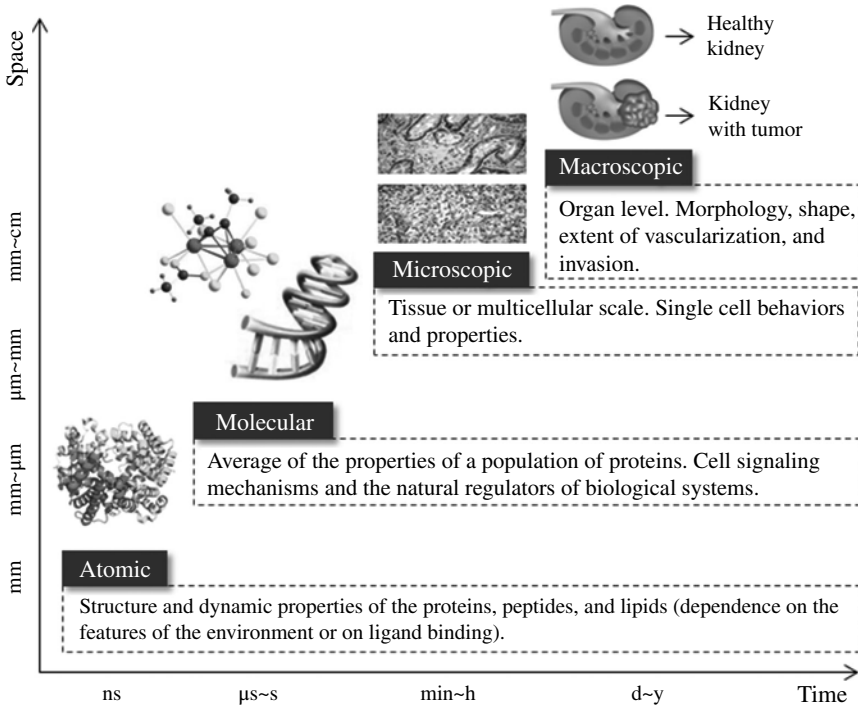 Space
mm~cm
μm~mm
mm~μm
mm
Healthy
kidney
Kidney
with tumor
Macroscopic
Organ level. Morphology, shape,
extent of vascularization, and
invasion.
Microscopic
Tissue or multicellular scale. Single cell behaviors
and properties.
Molecular
Average of the properties of a population of proteins. Cell signaling
mechanisms and the natural regulators of biological systems.
Atomic
Structure and dynamic properties of the proteins, peptides, and lipids (dependence on the
features of the environment or on ligand binding).
ns
μs~s
min~h
d~y
Time